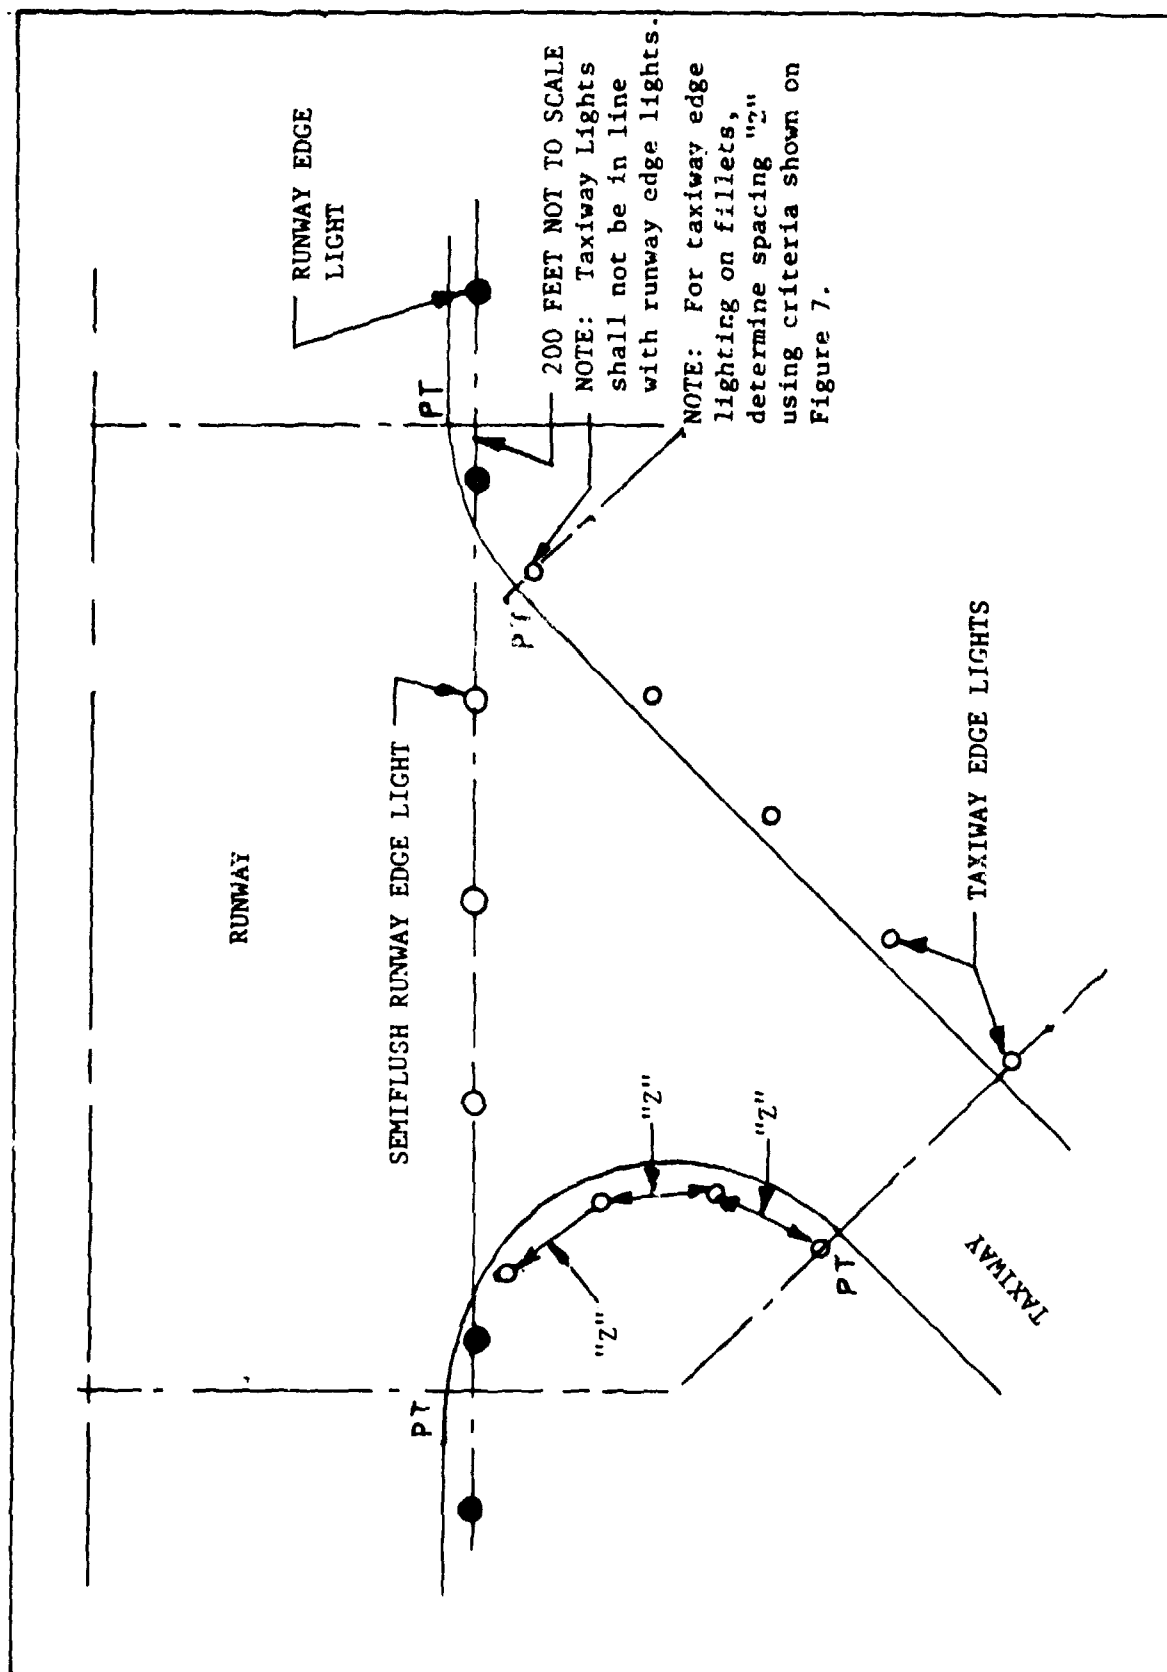 RUNWAY EDGE
LIGHT
200 FEET NOT TO SCALE
NOTE: Taxiway Lights
shall not be in line
with runway edge lights.
NOTE: For taxiway edge
lighting on fillets,
determine spacing "Z"
using criteria shown on
Figure 7.
PT
PT
RUNWAY
SEMIFLUSH RUNWAY EDGE LIGHT
TAXIWAY EDGE LIGHTS
"Z"
"Z"
"Z"
PT
PT
TAXIWAY